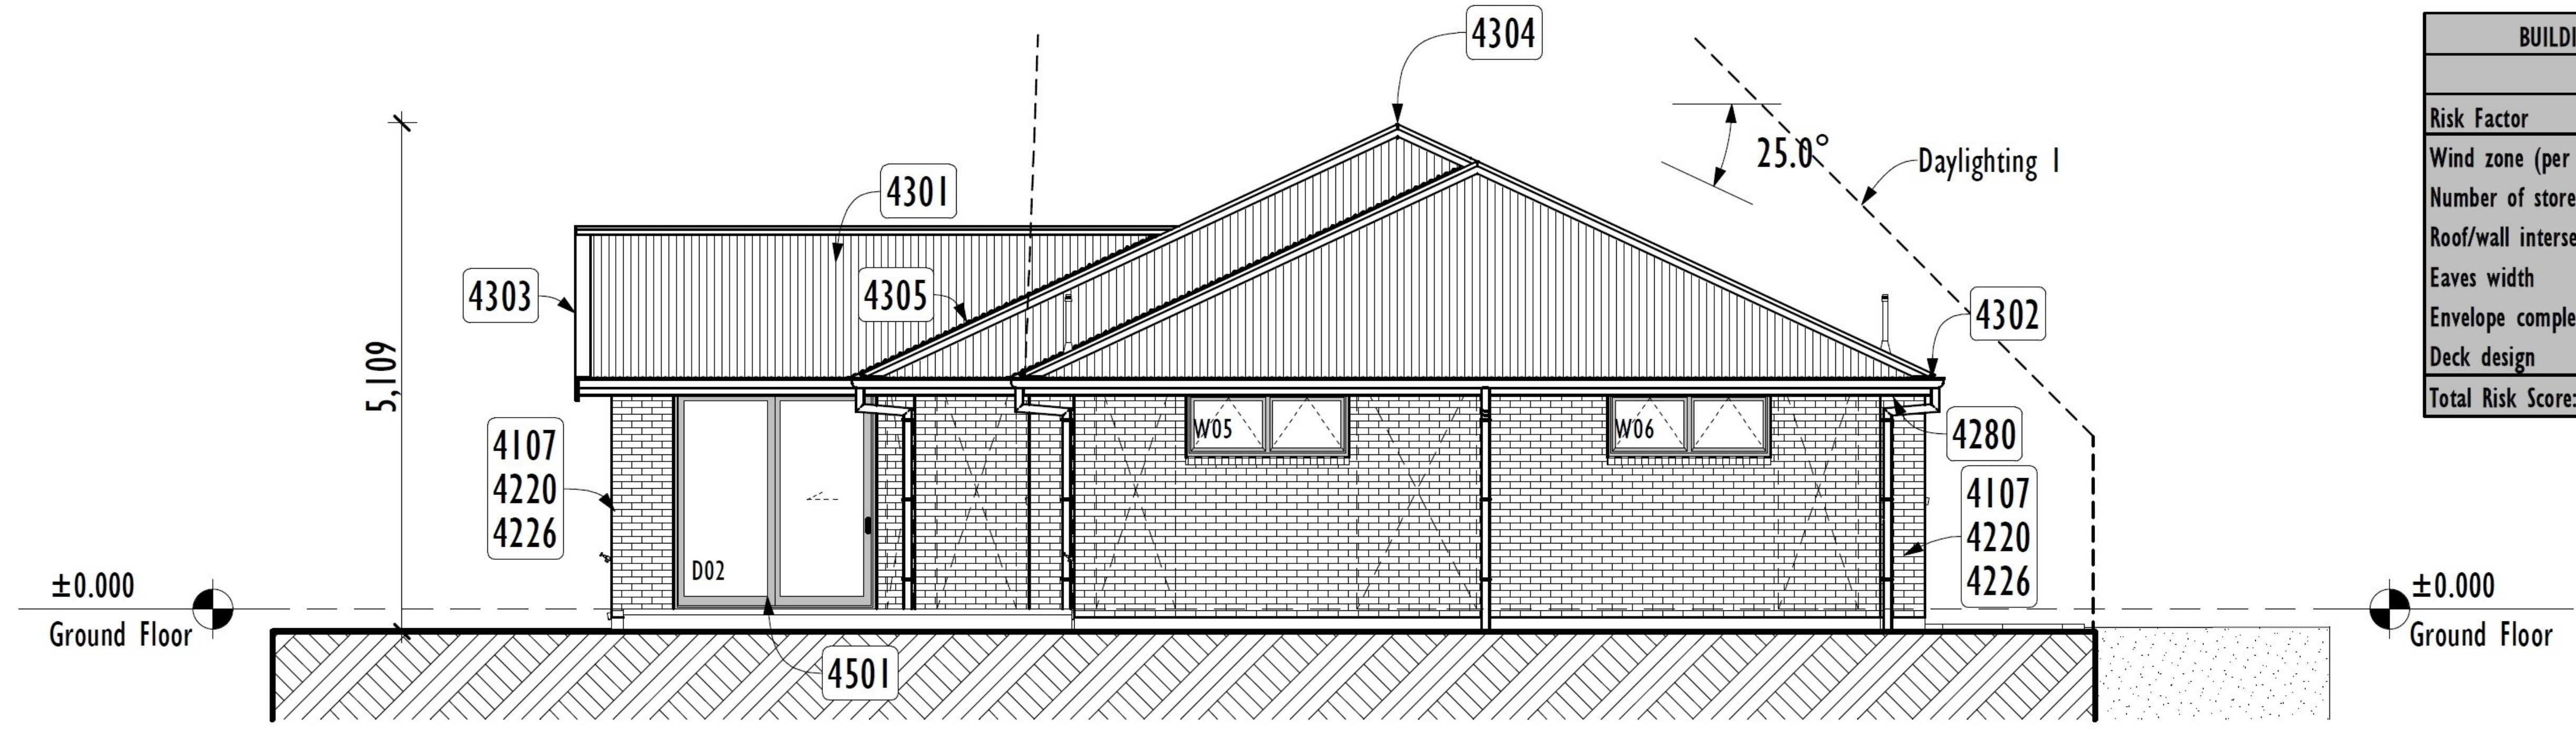 4304
BUILDI
Risk Factor
Wind zone (per
Number of store
Roof/wall interse
Eaves width
Envelope comple
Deck design
Total Risk Score:
25.0°
Daylighting 1
4301
4303
4305
4302
5,109
W05
W06
4280
4107
4220
4226
4107
4220
4226
D02
±0.000
Ground Floor
±0.000
Ground Floor
4501